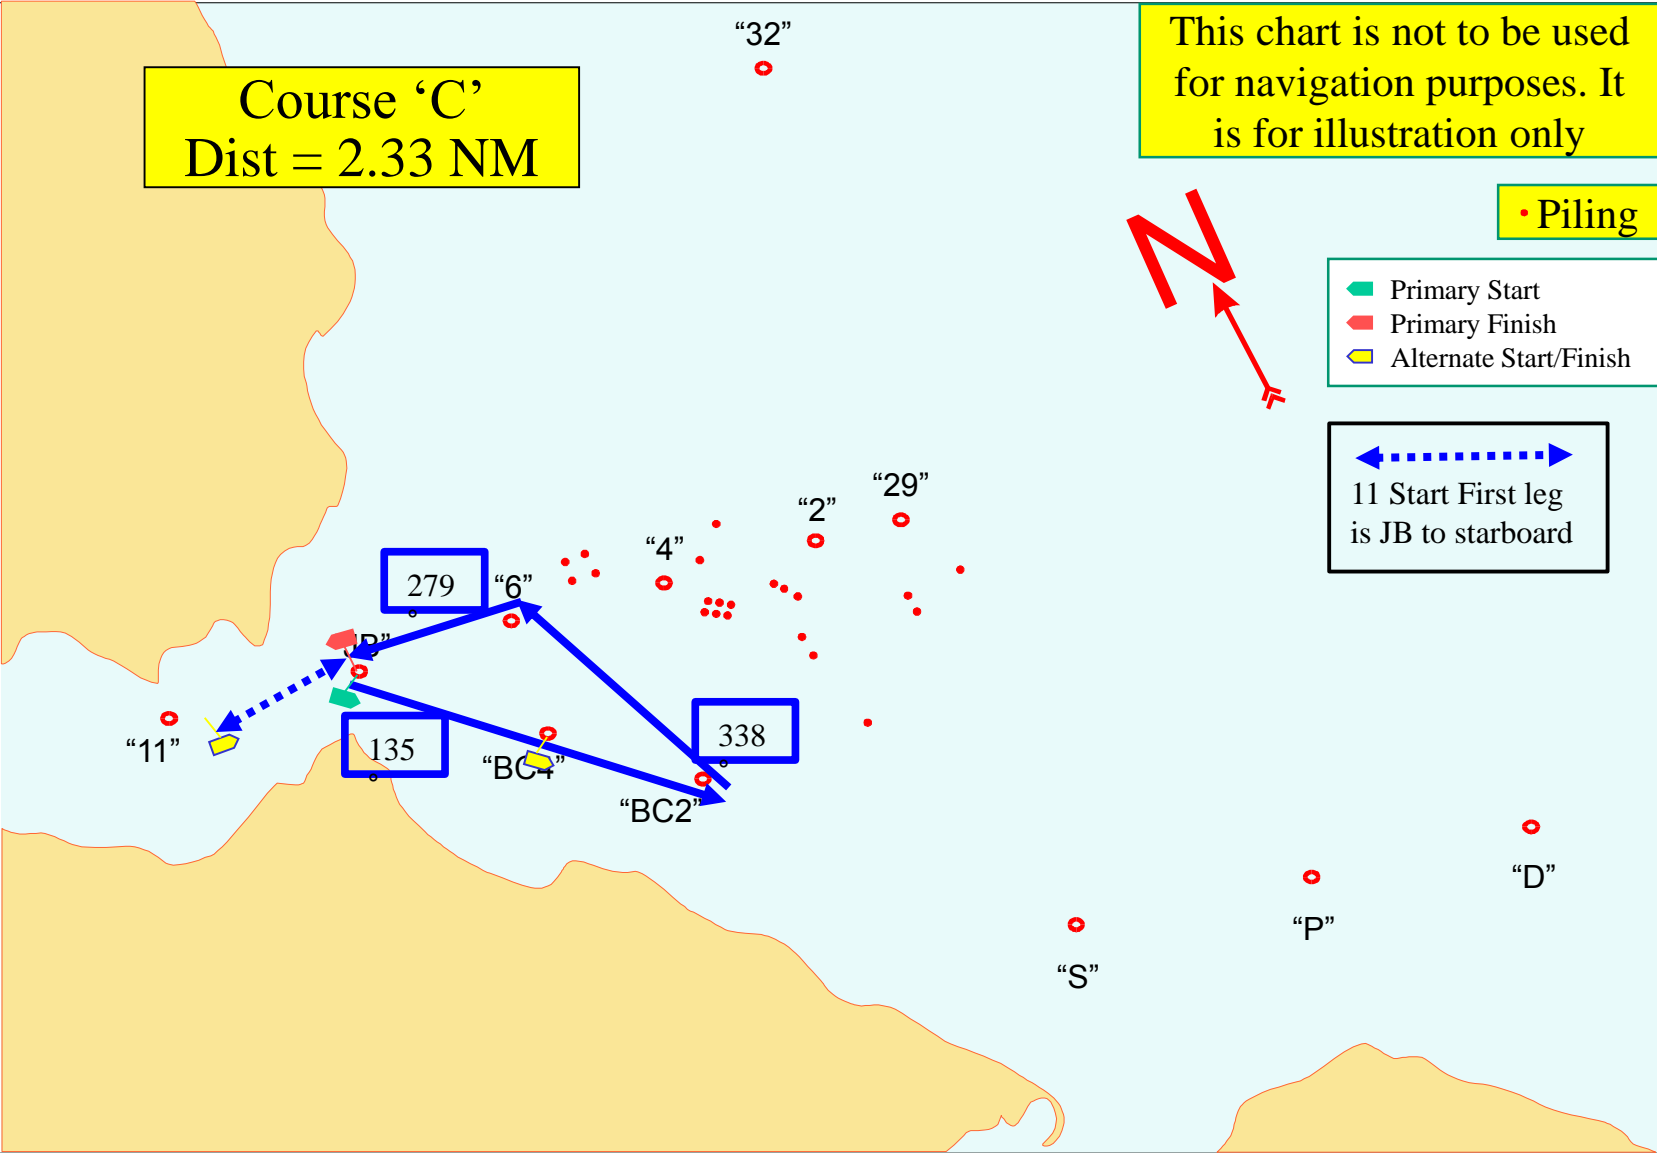 “32”
This chart is not to be used
for navigation purposes. It
is for illustration only
Course ‘C’
Dist = 2.33 NM
N
Piling
Primary Start
Primary Finish
Alternate Start/Finish
11 Start First leg
is JB to starboard
“29”
“2”
“4”
279°
“6”
JB”
338°
135°
“11”
“BC4”
“BC2”
“D”
“P”
“S”